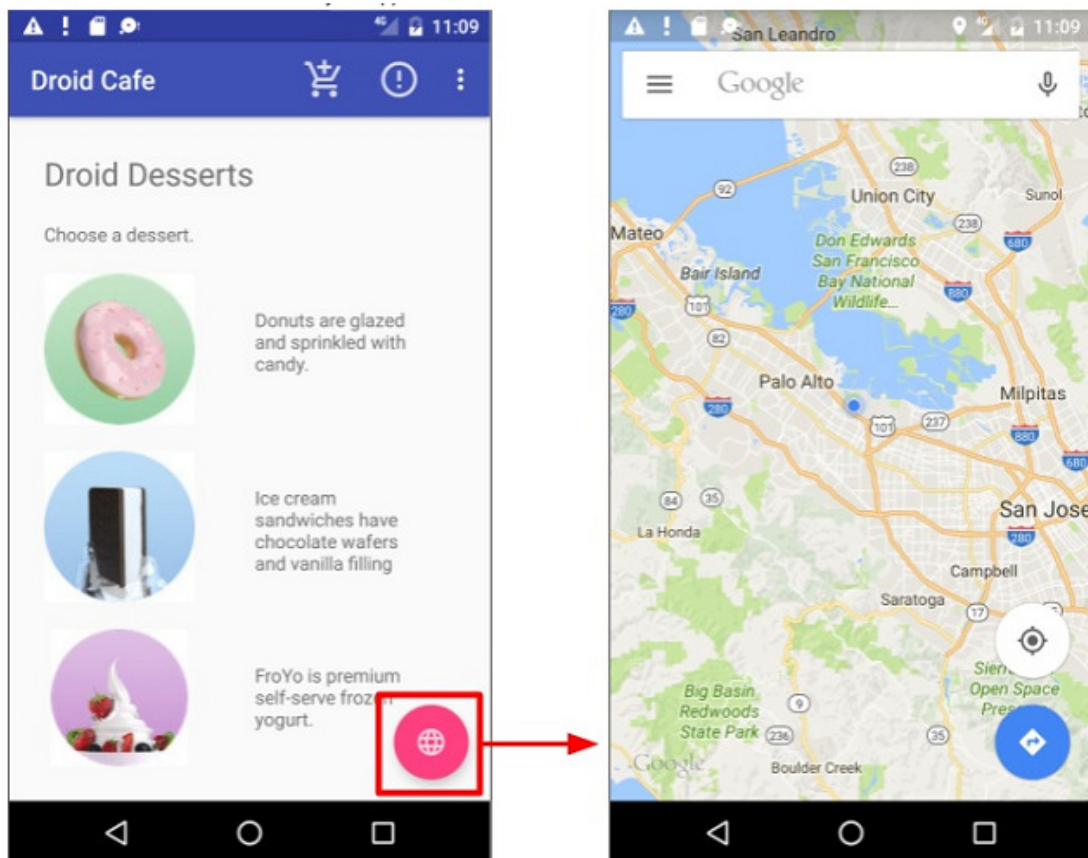 4G 11:09
Droid Cafe
Droid Desserts
Choose a dessert.
Donuts are glazed
and sprinkled with
candy.
Ice cream
sandwiches have
chocolate wafers
and vanilla filling
FroYo is premium
self-serve frozen
yogurt.
San Leandro
4G 11:09
Google
238
92
Union City
Sunol
238
680
Mateo
Don Edwards
San Francisco
Bay National
Wildlife...
Bair Island
880
280
101
82
Palo Alto
Milpitas
280
101
237
880
680
84
35
San Jose
La Honda
280
Campbell
Saratoga
17
Open Space
Big Basin
Redwoods
State Park
9
236
35
Google
Boulder Creek